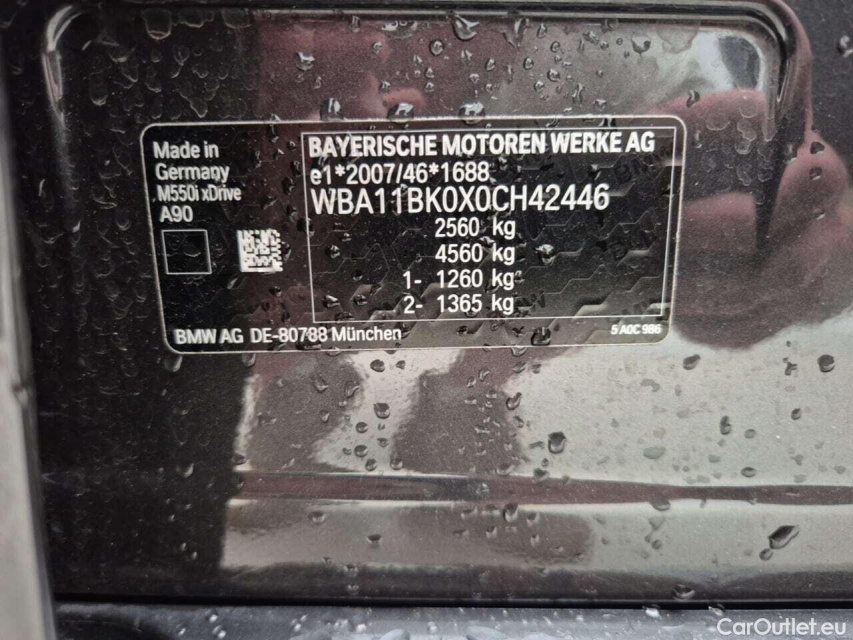 Made in
Germany
M550i xDrive
A90
BAYERISCHE MOTOREN WERKE AG
e1*2007/46*1688
WBA11BK0X0CH42446
2560 kg
4560 kg
1- 1260 kg
2- 1365 kg
BMW AG DE-80788 München
5 A0C 986
CarOutlet.eu